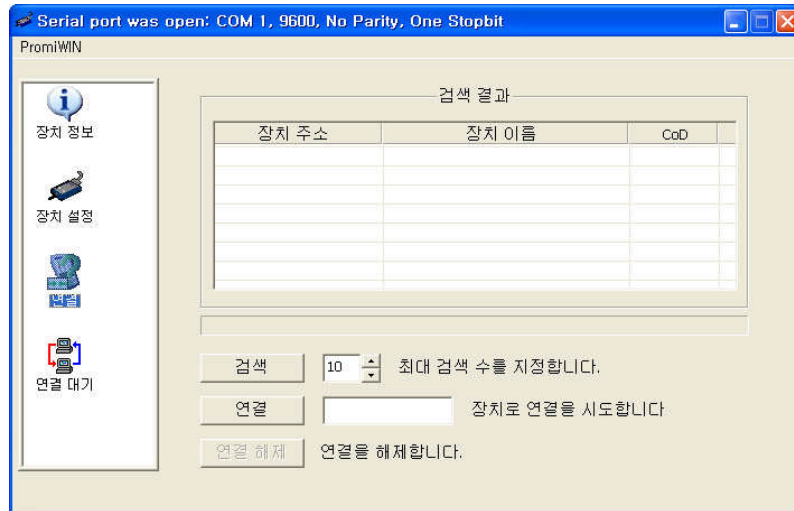 Serial port was open: COM 1, 9600, No Parity, One Stopbit
PromiWIN
장치 정보
장치 설정
연결
연결 대기
검색 결과
장치 주소 장치 이름 CoD
검색 10 최대 검색 수를 지정합니다.
연결 장치로 연결을 시도합니다
연결 해제 연결을 해제합니다.